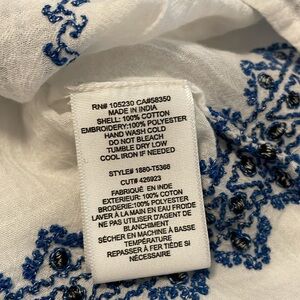 RN# 105230 CA#58350
MADE IN INDIA
SHELL: 100% COTTON
EMBROIDERY:100% POLYESTER
HAND WASH COLD
DO NOT BLEACH
TUMBLE DRY LOW
COOL IRON IF NEEDED
STYLE# 1880-T5366
CUT# 426923
FABRIQUÉ EN INDE
EXTERIEUR: 100% COTON
BRODERIE:100% POLYESTER
LAVER À LA MAIN EN EAU FROIDE
NE PAS UTILISER D'AGENT DE
BLANCHIMENT
SÉCHER EN MACHINE À BASSE
TEMPÉRATURE
REPASSER À FER TIÈDE SI
NÉCESSAIRE